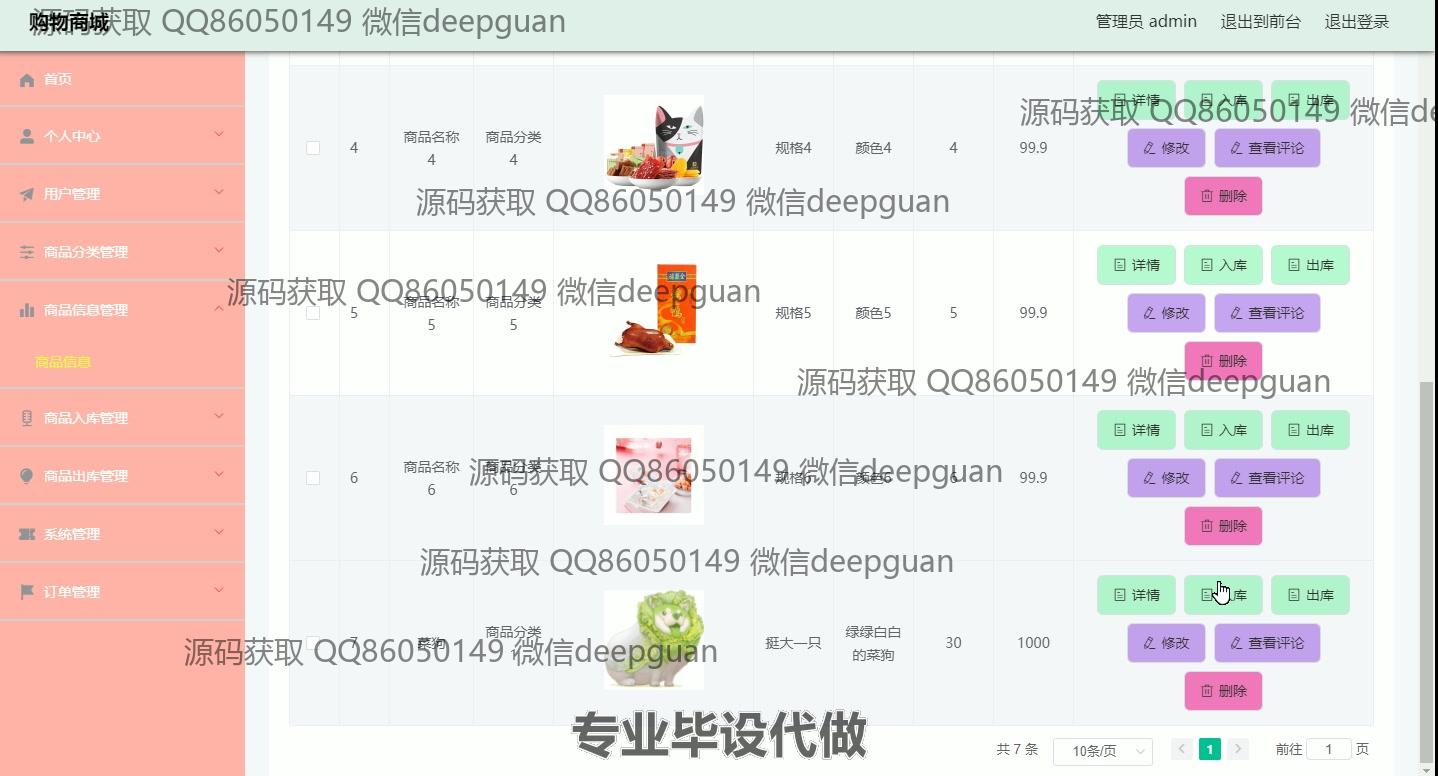 购物商城
源码获取 QQ86050149 微信deepguan
管理员 admin 退出到前台 退出登录
首页
个人中心
用户管理
商品分类管理
商品信息管理
商品信息
商品入库管理
商品出库管理
系统管理
订单管理
源码获取 QQ86050149 微信de
详情 入库 出库
4 商品名称4 商品分类4 规格4 颜色4 4 99.9
修改 查看评论
删除
源码获取 QQ86050149 微信deepguan
详情 入库 出库
源码获取 QQ86050149 微信deepguan
5 商品名称5 商品分类5 规格5 颜色5 5 99.9
修改 查看评论
删除
源码获取 QQ86050149 微信deepguan
详情 入库 出库
6 商品名称6 商品分类6 规格6 颜色6 6 99.9
源码获取 QQ86050149 微信deepguan
修改 查看评论
删除
源码获取 QQ86050149 微信deepguan
详情 入库 出库
7 菜狗 商品分类1 挺大一只 绿绿白白的菜狗 30 1000
源码获取 QQ86050149 微信deepguan
修改 查看评论
删除
专业毕设代做
共 7 条 10条/页 1 前往 1 页